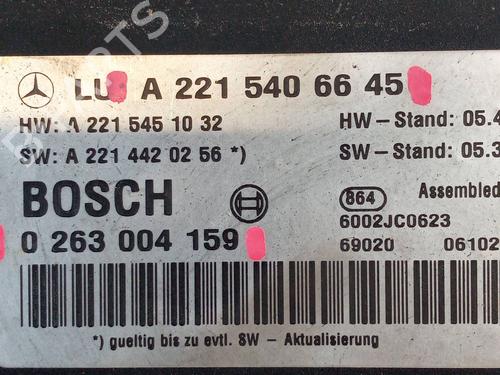 LU A 221 540 66 45
HW: A 221 545 10 32 HW-Stand: 05.4
SW: A 221 442 02 56 *) SW-Stand: 05.3
BOSCH 864 Assembled
6002JC0623
0 263 004 159 69020 06102
*) gueltig bis zu evtl. SW - Aktualisierung